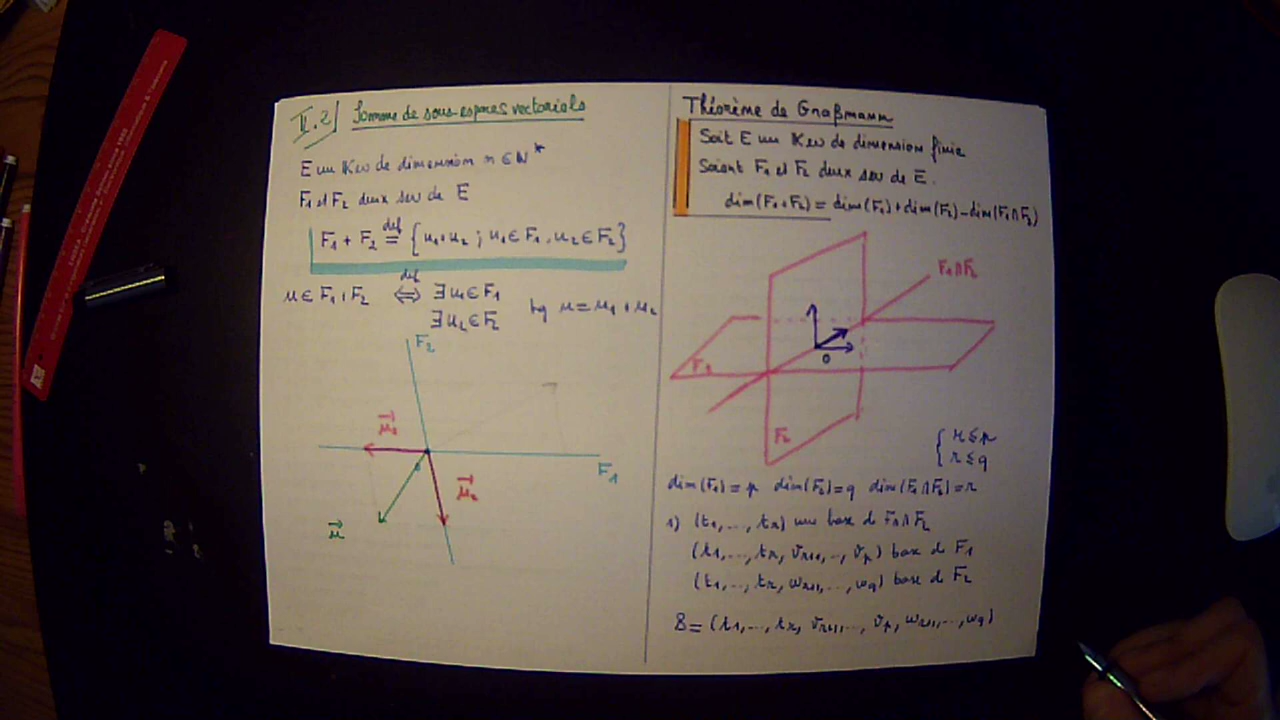 II.2/ Somme de sous-espaces vectoriels
E un Kev de dimension n ∈ N*
F1 et F2 deux sev de E
F1 + F2 =def {u1+u2 ; u1 ∈ F1, u2 ∈ F2}
u ∈ F1+F2 ⇔def ∃ u1 ∈ F1
∃ u2 ∈ F2 tq u = u1 + u2
F2
u1
0
F1
u2
u
Théorème de Graßmann
Soit E un Kev de dimension finie
Soient F1 et F2 deux sev de E.
dim(F1+F2) = dim(F1)+dim(F2)-dim(F1∩F2)
F1∩F2
0
F1
F2
{ r ≤ p
r ≤ q
dim(F1)=p dim(F2)=q dim(F1∩F2)=r
1) (t1,...,tr) une base de F1∩F2
(t1,...,tr, vr+1,..., vp) base de F1
(t1,...,tr, wr+1,...,wq) base de F2
B = (t1,...,tr, vr+1,..., vp, wr+1,...,wq)